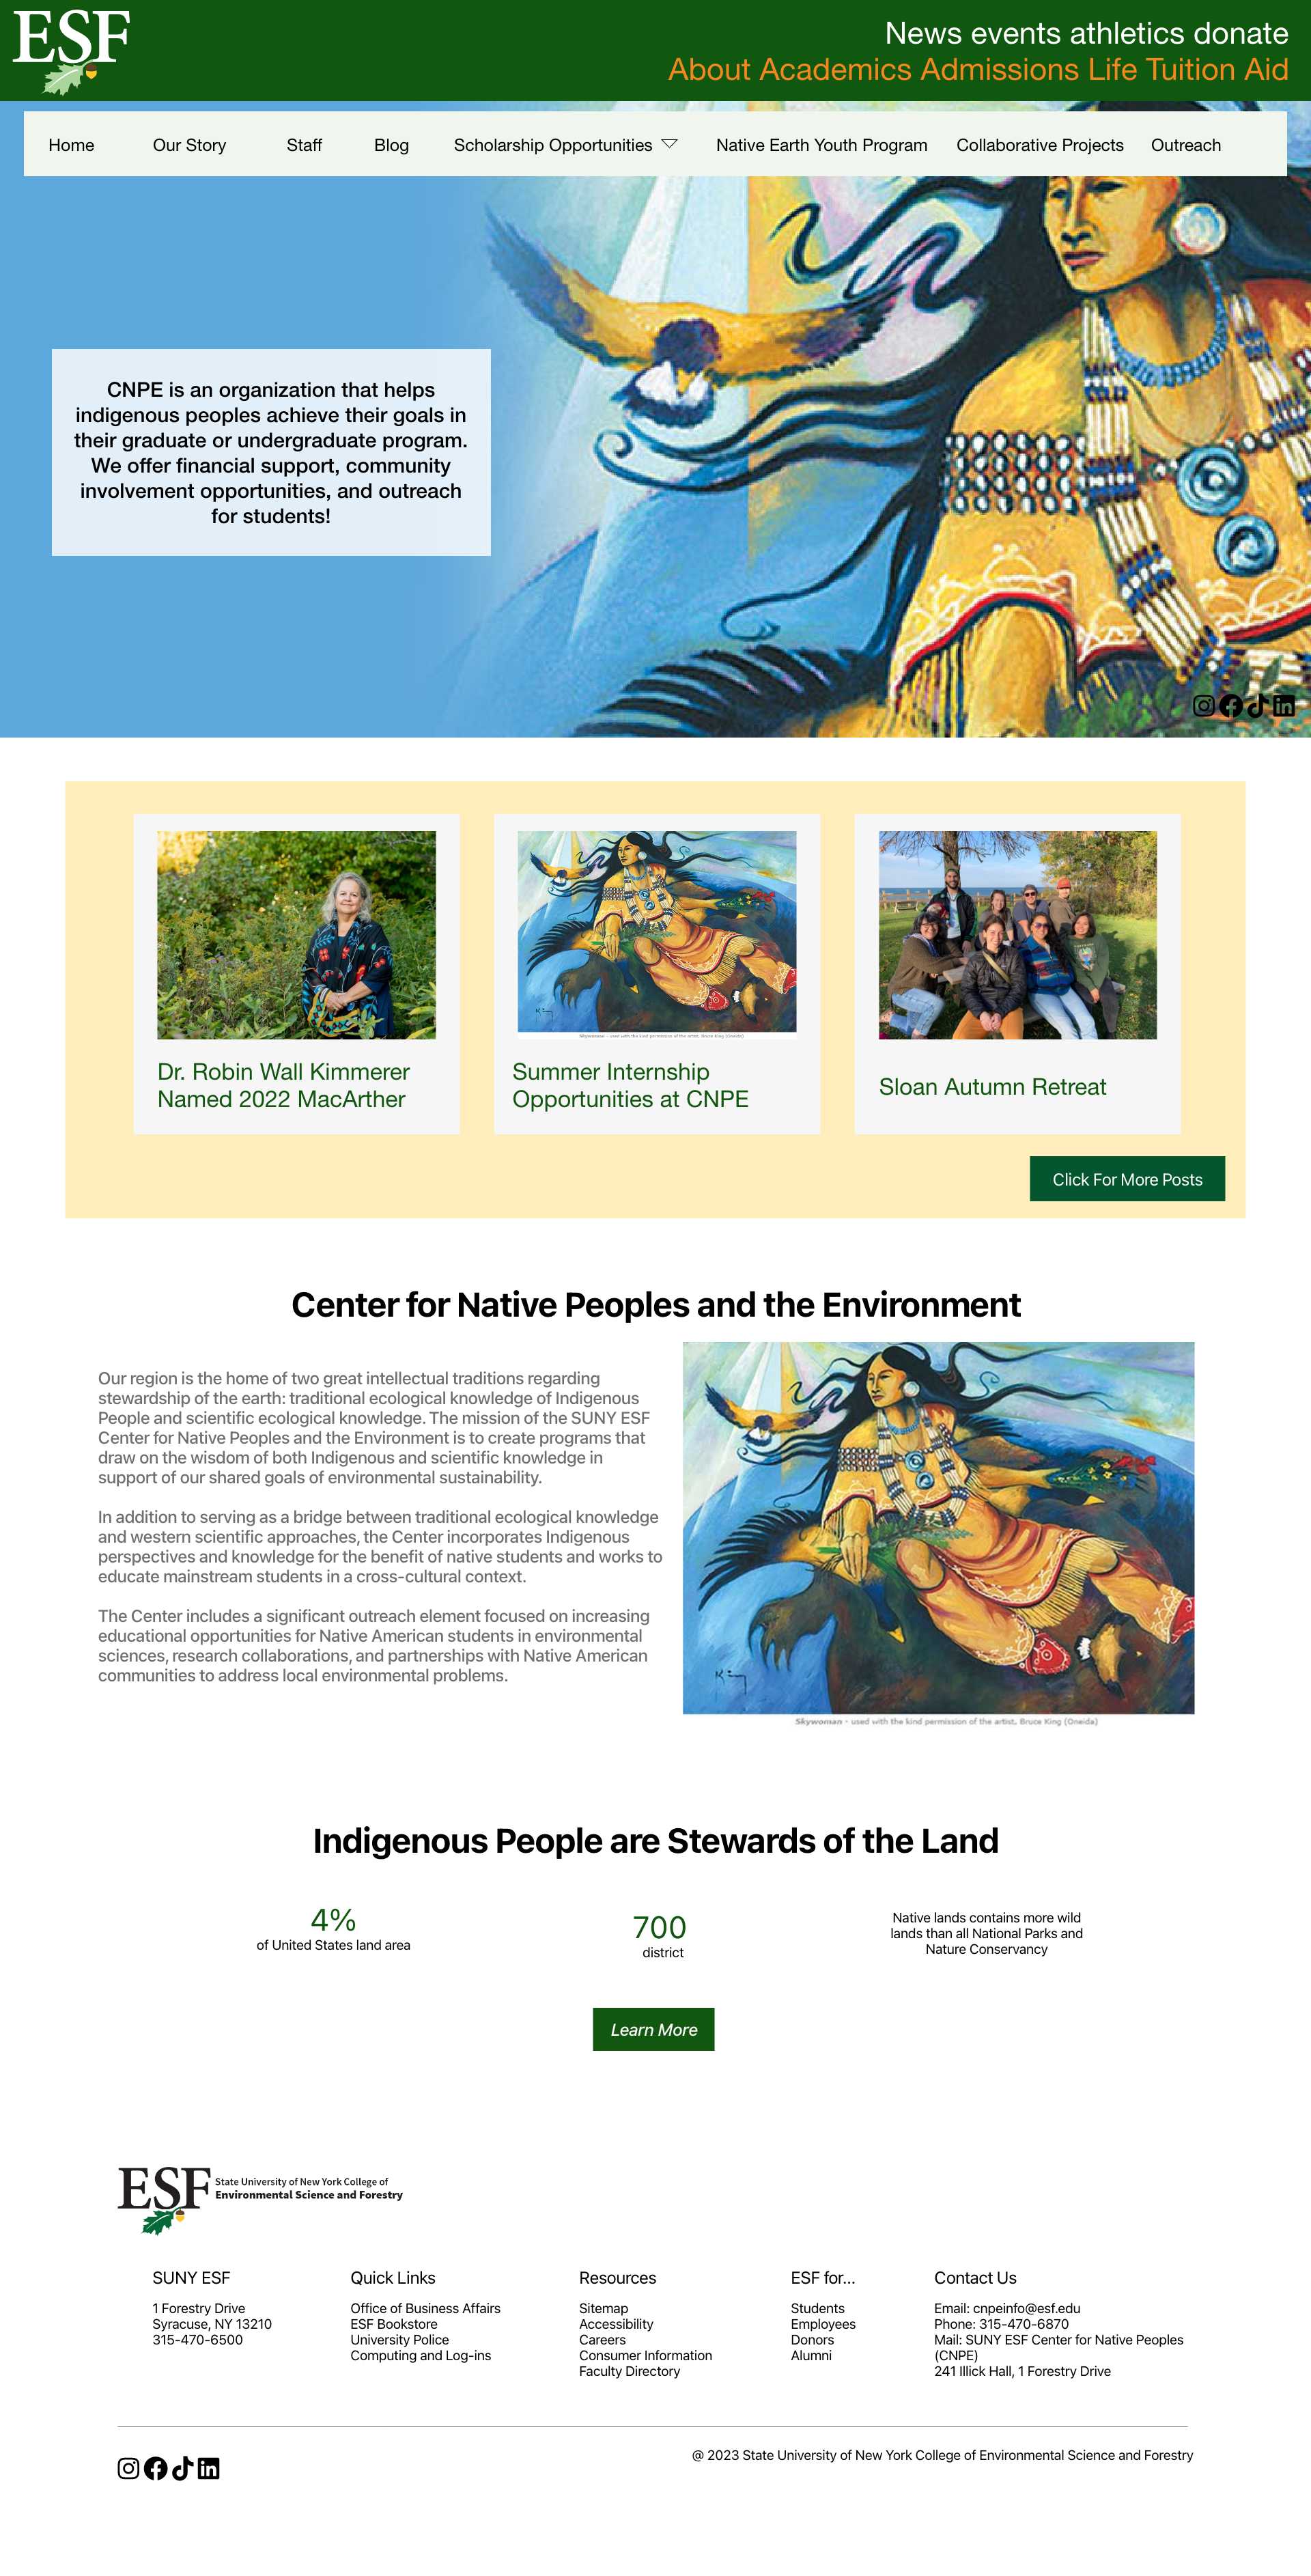 ESF
News events athletics donate
About Academics Admissions Life Tuition Aid
Home Our Story Staff Blog Scholarship Opportunities Native Earth Youth Program Collaborative Projects Outreach
CNPE is an organization that helps
indigenous peoples achieve their goals in
their graduate or undergraduate program.
We offer financial support, community
involvement opportunities, and outreach
for students!
Skywoman - used with the kind permission of the artist, Bruce King (Oneida)
Dr. Robin Wall Kimmerer
Named 2022 MacArther
Summer Internship
Opportunities at CNPE
Sloan Autumn Retreat
Click For More Posts
Center for Native Peoples and the Environment
Our region is the home of two great intellectual traditions regarding
stewardship of the earth: traditional ecological knowledge of Indigenous
People and scientific ecological knowledge. The mission of the SUNY ESF
Center for Native Peoples and the Environment is to create programs that
draw on the wisdom of both Indigenous and scientific knowledge in
support of our shared goals of environmental sustainability.
In addition to serving as a bridge between traditional ecological knowledge
and western scientific approaches, the Center incorporates Indigenous
perspectives and knowledge for the benefit of native students and works to
educate mainstream students in a cross-cultural context.
The Center includes a significant outreach element focused on increasing
educational opportunities for Native American students in environmental
sciences, research collaborations, and partnerships with Native American
communities to address local environmental problems.
K. King
Skywoman - used with the kind permission of the artist, Bruce King (Oneida)
Indigenous People are Stewards of the Land
4%
of United States land area
700
district
Native lands contains more wild
lands than all National Parks and
Nature Conservancy
Learn More
ESF
State University of New York College of
Environmental Science and Forestry
SUNY ESF
1 Forestry Drive
Syracuse, NY 13210
315-470-6500
Quick Links
Office of Business Affairs
ESF Bookstore
University Police
Computing and Log-ins
Resources
Sitemap
Accessibility
Careers
Consumer Information
Faculty Directory
ESF for...
Students
Employees
Donors
Alumni
Contact Us
Email: cnpeinfo@esf.edu
Phone: 315-470-6870
Mail: SUNY ESF Center for Native Peoples
(CNPE)
241 Illick Hall, 1 Forestry Drive
@ 2023 State University of New York College of Environmental Science and Forestry